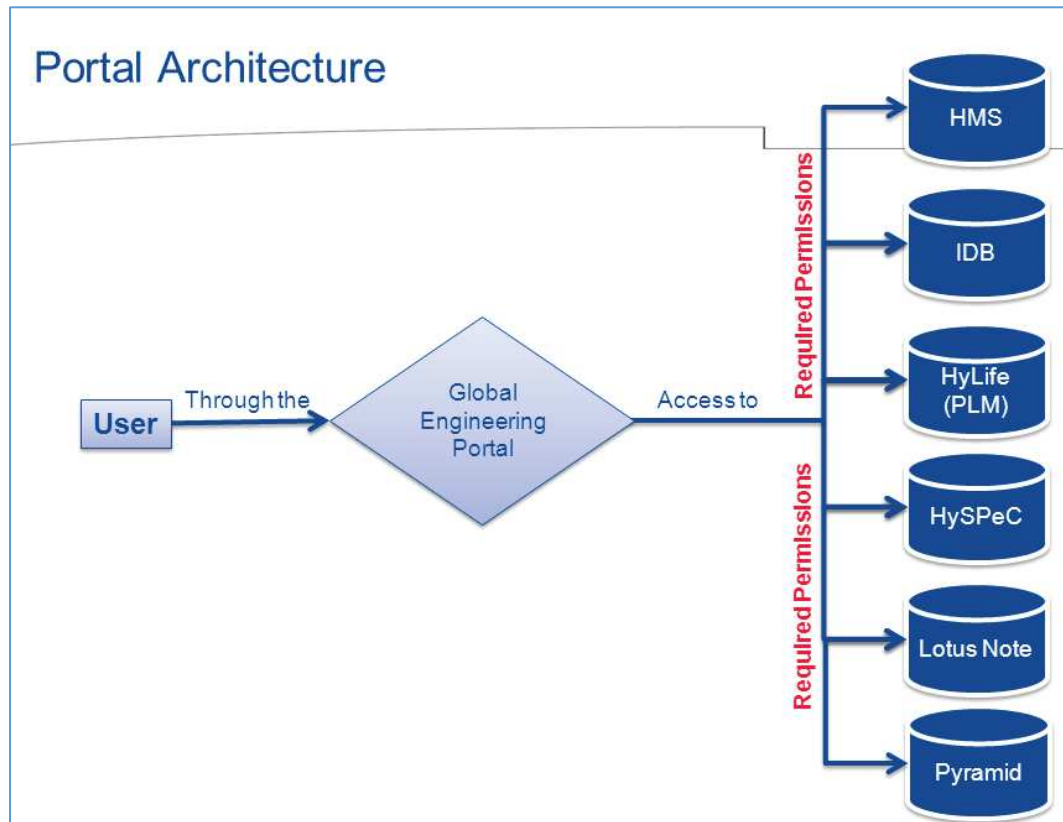 Portal Architecture
HMS
IDB
HyLife
(PLM)
HySPeC
Lotus Note
Pyramid
Required Permissions
Required Permissions
User
Through the
Global
Engineering
Portal
Access to